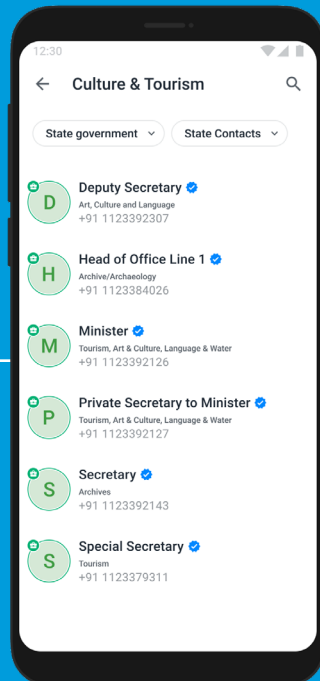 12:30
Culture & Tourism
State government State Contacts
D
Deputy Secretary
Art, Culture and Language
+91 1123392307
H
Head of Office Line 1
Archive/Archaeology
+91 1123384026
M
Minister
Tourism, Art & Culture, Language & Water
+91 1123392126
P
Private Secretary to Minister
Tourism, Art & Culture, Language & Water
+91 1123392127
S
Secretary
Archives
+91 1123392143
S
Special Secretary
Tourism
+91 1123379311